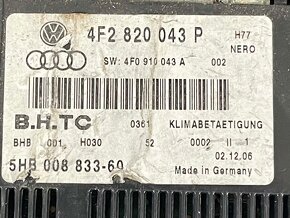 4F2 820 043 P H77
NERO
SW: 4F0 910 043 A 002
B.H.TC 0361 KLIMABETAETIGUNG
BHB 001 H030 52 0002 II 1
02.12.06
5HB 008 833-60 Made in Germany